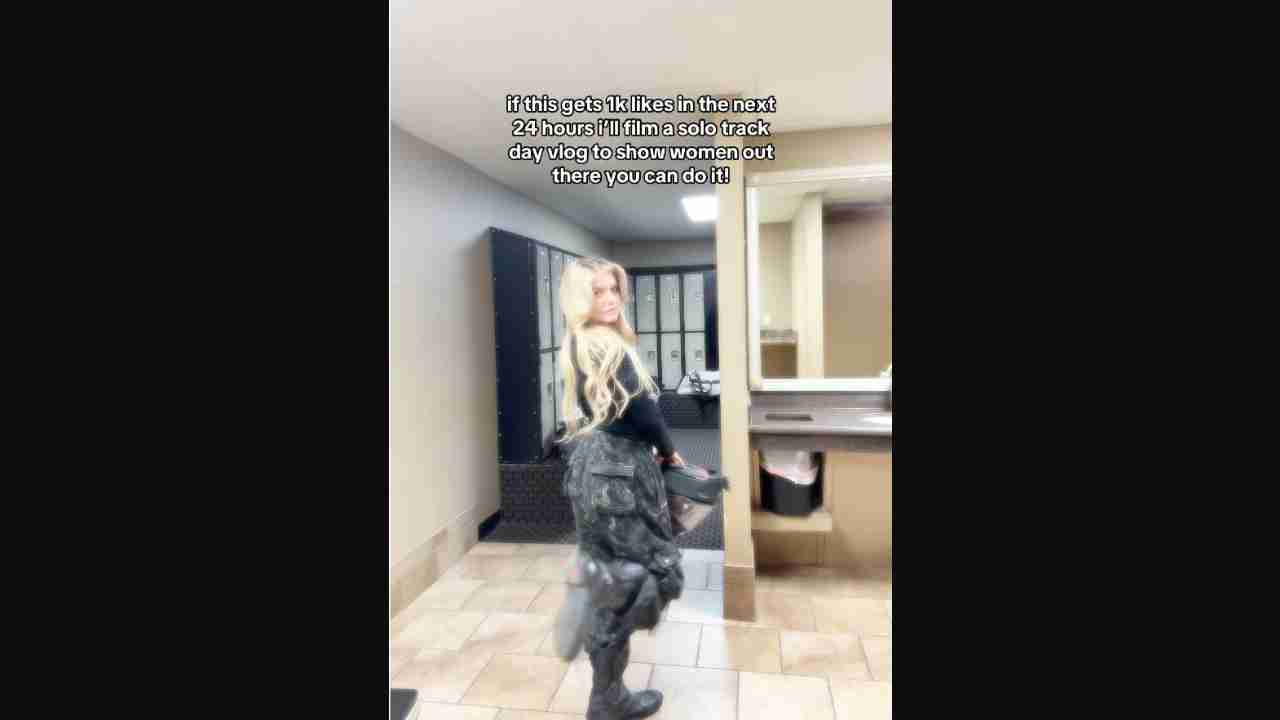 if this gets 1k likes in the next
24 hours i'll film a solo track
day vlog to show women out
there you can do it!